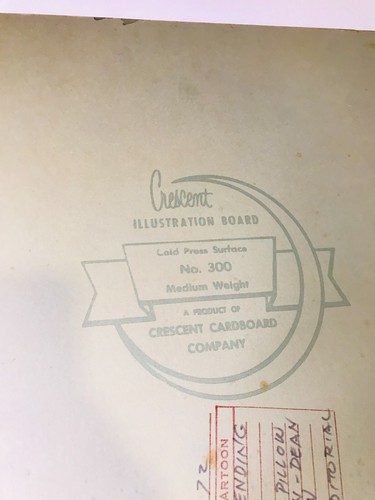 Crescent
ILLUSTRATION BOARD
Cold Press Surface
No. 300
Medium Weight
A PRODUCT OF
CRESCENT CARDBOARD
COMPANY
72
CARTOON
ENDING
PILLOW
- DEAN